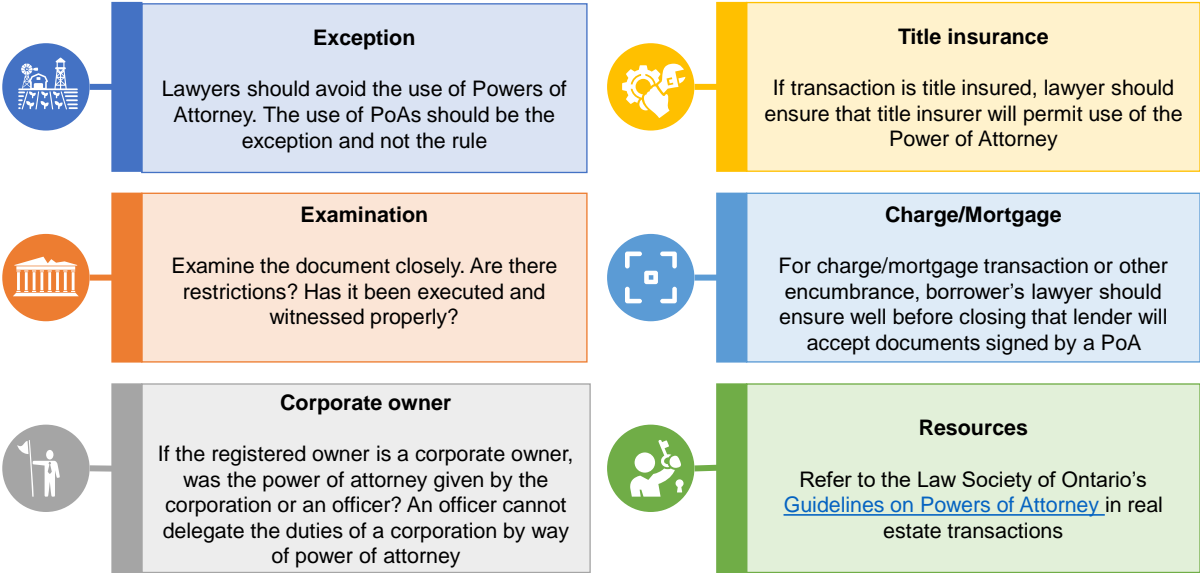 Exception
Lawyers should avoid the use of Powers of
Attorney. The use of PoAs should be the
exception and not the rule
Title insurance
If transaction is title insured, lawyer should
ensure that title insurer will permit use of the
Power of Attorney
Examination
Examine the document closely. Are there
restrictions? Has it been executed and
witnessed properly?
Charge/Mortgage
For charge/mortgage transaction or other
encumbrance, borrower’s lawyer should
ensure well before closing that lender will
accept documents signed by a PoA
Corporate owner
If the registered owner is a corporate owner,
was the power of attorney given by the
corporation or an officer? An officer cannot
delegate the duties of a corporation by way
of power of attorney
Resources
Refer to the Law Society of Ontario’s
Guidelines on Powers of Attorney in real
estate transactions